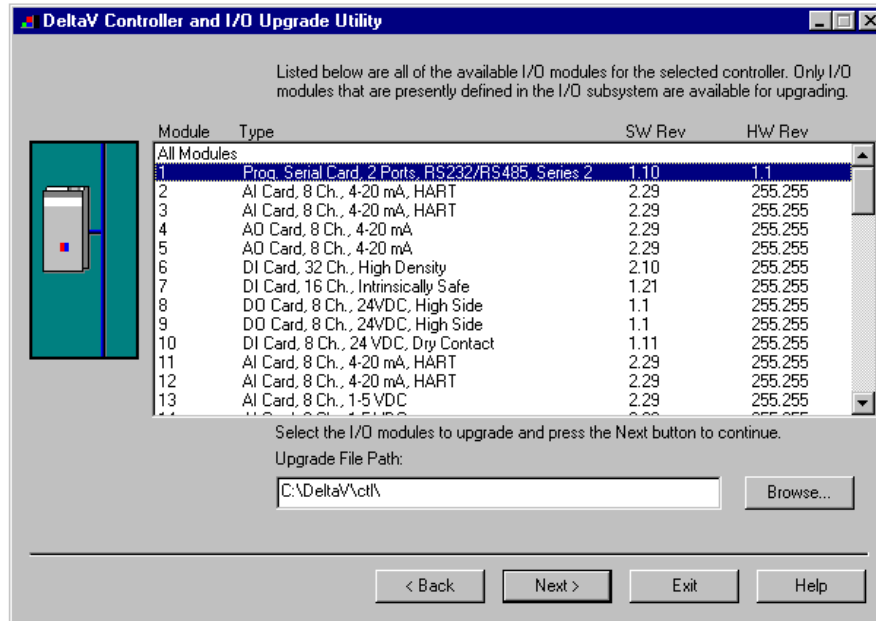 DeltaV Controller and I/O Upgrade Utility
Listed below are all of the available I/O modules for the selected controller. Only I/O
modules that are presently defined in the I/O subsystem are available for upgrading.
Module Type SW Rev HW Rev
All Modules
1 Prog. Serial Card, 2 Ports, RS232/RS485, Series 2 1.10 1.1
2 AI Card, 8 Ch., 4-20 mA, HART 2.29 255.255
3 AI Card, 8 Ch., 4-20 mA, HART 2.29 255.255
4 AO Card, 8 Ch., 4-20 mA 2.29 255.255
5 AO Card, 8 Ch., 4-20 mA 2.29 255.255
6 DI Card, 32 Ch., High Density 2.10 255.255
7 DI Card, 16 Ch., Intrinsically Safe 1.21 255.255
8 DO Card, 8 Ch., 24VDC, High Side 1.1 255.255
9 DO Card, 8 Ch., 24VDC, High Side 1.1 255.255
10 DI Card, 8 Ch., 24 VDC, Dry Contact 1.11 255.255
11 AI Card, 8 Ch., 4-20 mA, HART 2.29 255.255
12 AI Card, 8 Ch., 4-20 mA, HART 2.29 255.255
13 AI Card, 8 Ch., 1-5 VDC 2.29 255.255
Select the I/O modules to upgrade and press the Next button to continue.
Upgrade File Path:
C:\DeltaV\ctl\
Browse...
< Back
Next >
Exit
Help